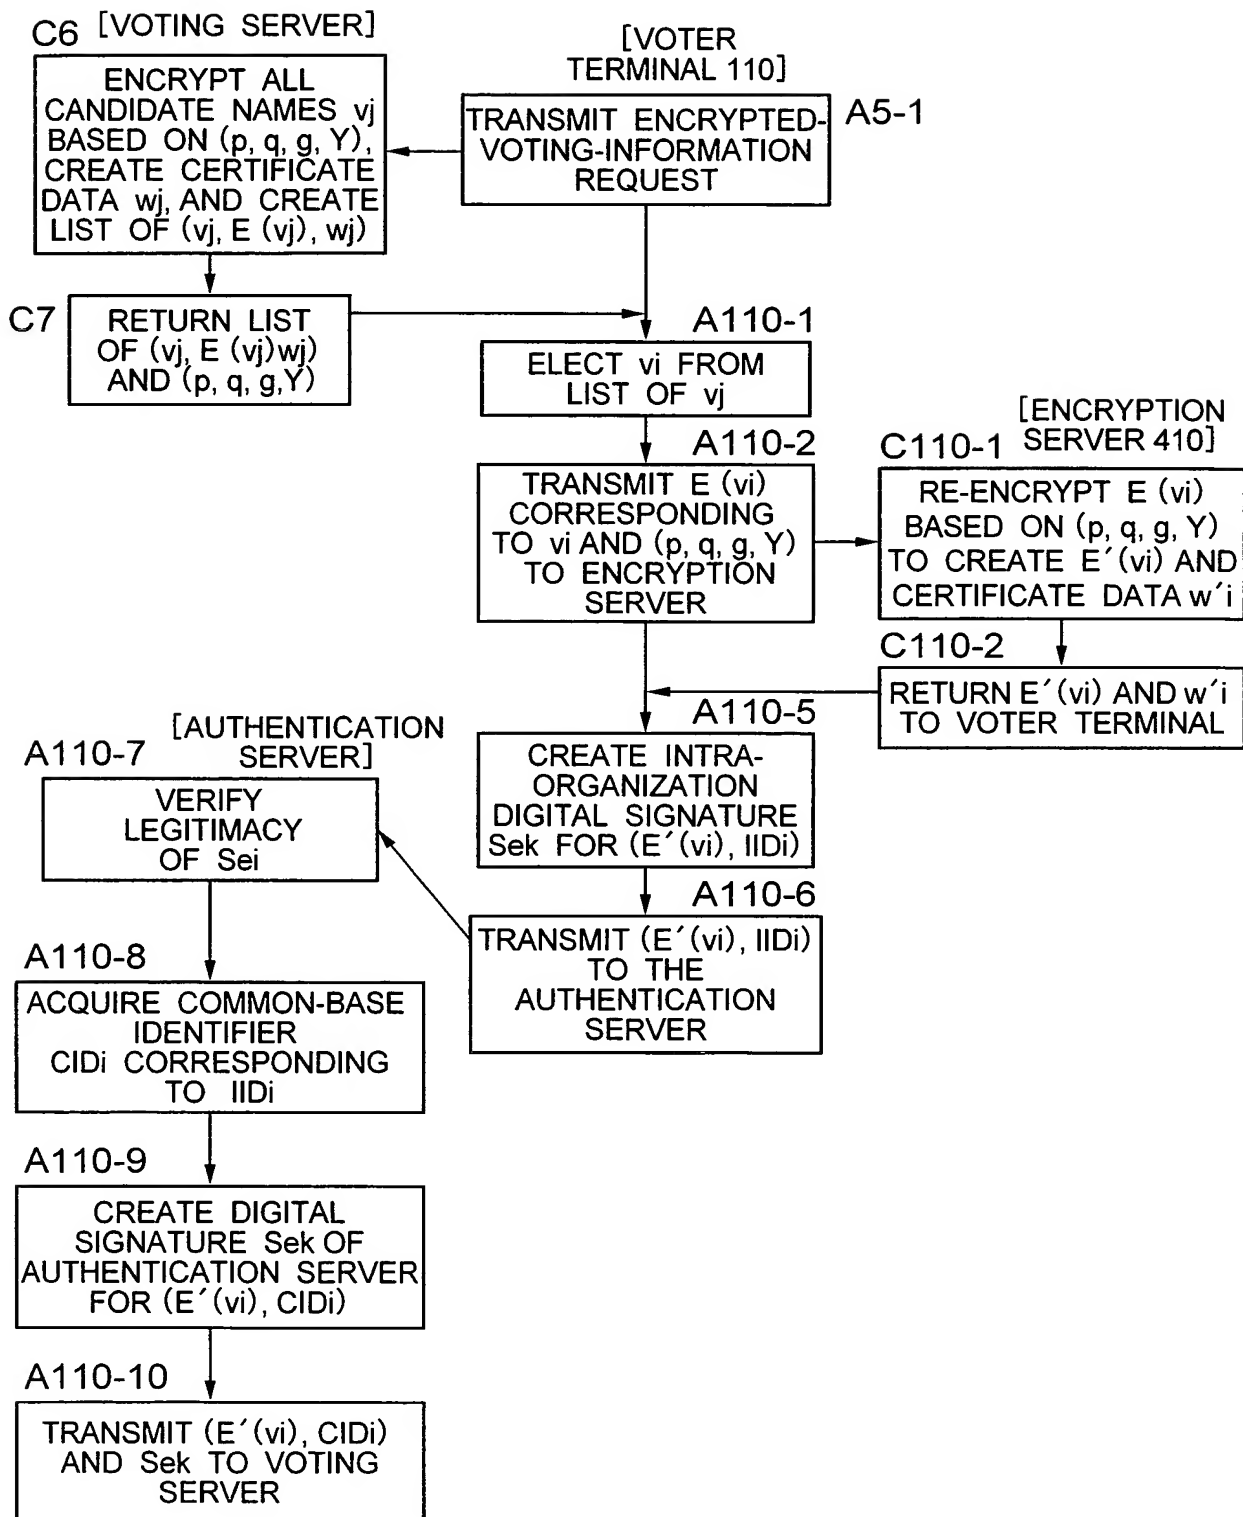 C6 [VOTING SERVER]
ENCRYPT ALL
CANDIDATE NAMES vj
BASED ON (p, q, g, Y),
CREATE CERTIFICATE
DATA wj, AND CREATE
LIST OF (vj, E (vj), wj)
[VOTER
TERMINAL 110]
A5-1
TRANSMIT ENCRYPTED-
VOTING-INFORMATION
REQUEST
C7
RETURN LIST
OF (vj, E (vj)wj)
AND (p, q, g,Y)
A110-1
ELECT vi FROM
LIST OF vj
A110-2
TRANSMIT E (vi)
CORRESPONDING
TO vi AND (p, q, g, Y)
TO ENCRYPTION
SERVER
[ENCRYPTION
SERVER 410]
C110-1
RE-ENCRYPT E (vi)
BASED ON (p, q, g, Y)
TO CREATE E′(vi) AND
CERTIFICATE DATA w′i
C110-2
RETURN E′(vi) AND w′i
TO VOTER TERMINAL
A110-5
CREATE INTRA-
ORGANIZATION
DIGITAL SIGNATURE
Sek FOR (E′(vi), IIDi)
A110-6
TRANSMIT (E′(vi), IIDi)
TO THE
AUTHENTICATION
SERVER
[AUTHENTICATION
SERVER]
A110-7
VERIFY
LEGITIMACY
OF Sei
A110-8
ACQUIRE COMMON-BASE
IDENTIFIER
CIDi CORRESPONDING
TO IIDi
A110-9
CREATE DIGITAL
SIGNATURE Sek OF
AUTHENTICATION SERVER
FOR (E′(vi), CIDi)
A110-10
TRANSMIT (E′(vi), CIDi)
AND Sek TO VOTING
SERVER